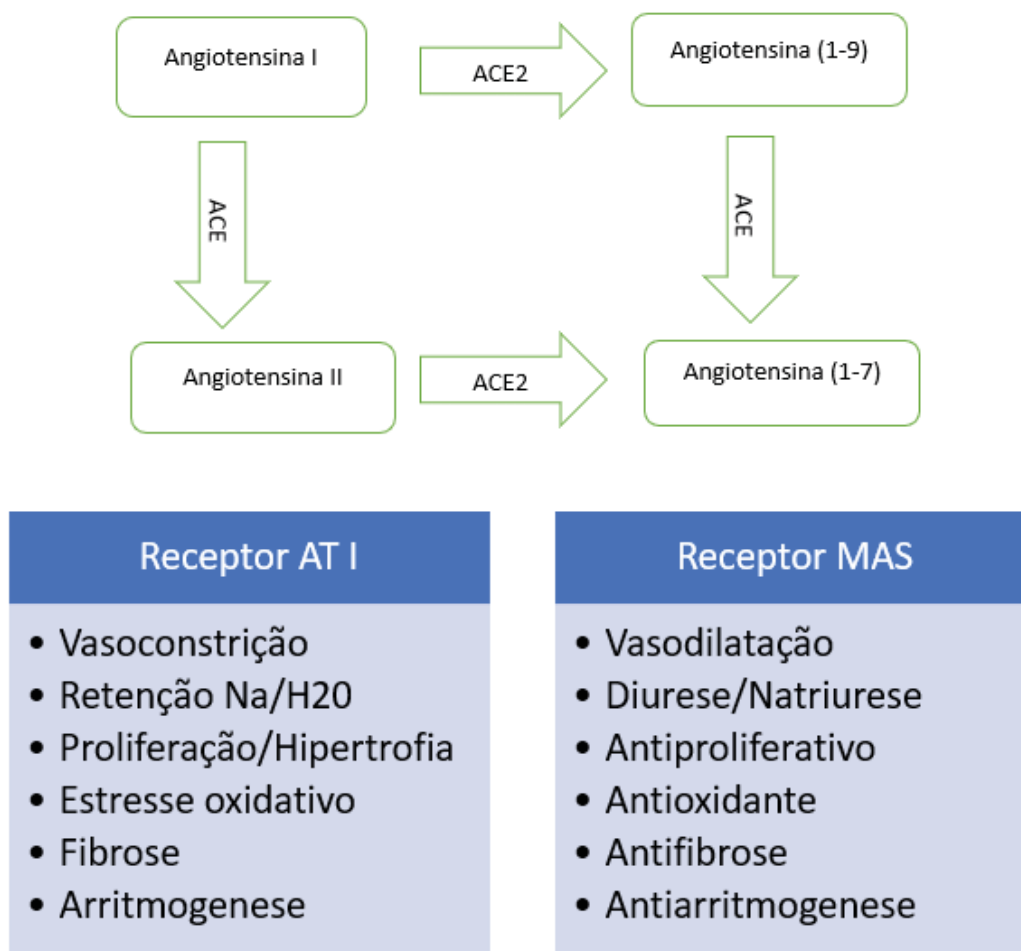 Angiotensina I
ACE2
Angiotensina (1-9)
ACE
ACE
Angiotensina II
ACE2
Angiotensina (1-7)
Receptor AT I
• Vasoconstrição
• Retenção Na/H20
• Proliferação/Hipertrofia
• Estresse oxidativo
• Fibrose
• Arritmogenese
Receptor MAS
• Vasodilatação
• Diurese/Natriurese
• Antiproliferativo
• Antioxidante
• Antifibrose
• Antiarritmogenese